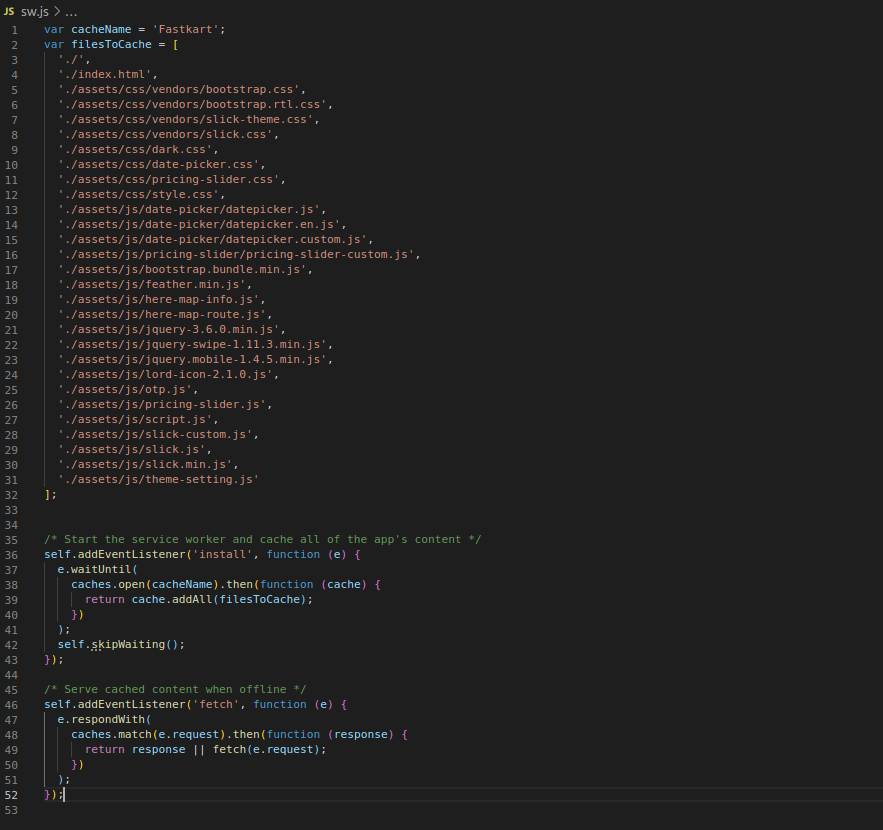 JS sw.js > ...
1 var cacheName = 'Fastkart';
2 var filesToCache = [
3   './',
4   './index.html',
5   './assets/css/vendors/bootstrap.css',
6   './assets/css/vendors/bootstrap.rtl.css',
7   './assets/css/vendors/slick-theme.css',
8   './assets/css/vendors/slick.css',
9   './assets/css/dark.css',
10   './assets/css/date-picker.css',
11   './assets/css/pricing-slider.css',
12   './assets/css/style.css',
13   './assets/js/date-picker/datepicker.js',
14   './assets/js/date-picker/datepicker.en.js',
15   './assets/js/date-picker/datepicker.custom.js',
16   './assets/js/pricing-slider/pricing-slider-custom.js',
17   './assets/js/bootstrap.bundle.min.js',
18   './assets/js/feather.min.js',
19   './assets/js/here-map-info.js',
20   './assets/js/here-map-route.js',
21   './assets/js/jquery-3.6.0.min.js',
22   './assets/js/jquery-swipe-1.11.3.min.js',
23   './assets/js/jquery.mobile-1.4.5.min.js',
24   './assets/js/lord-icon-2.1.0.js',
25   './assets/js/otp.js',
26   './assets/js/pricing-slider.js',
27   './assets/js/script.js',
28   './assets/js/slick-custom.js',
29   './assets/js/slick.js',
30   './assets/js/slick.min.js',
31   './assets/js/theme-setting.js'
32 ];
33
34
35 /* Start the service worker and cache all of the app's content */
36 self.addEventListener('install', function (e) {
37   e.waitUntil(
38     caches.open(cacheName).then(function (cache) {
39       return cache.addAll(filesToCache);
40     })
41   );
42   self.skipWaiting();
43 });
44
45 /* Serve cached content when offline */
46 self.addEventListener('fetch', function (e) {
47   e.respondWith(
48     caches.match(e.request).then(function (response) {
49       return response || fetch(e.request);
50     })
51   );
52 });
53